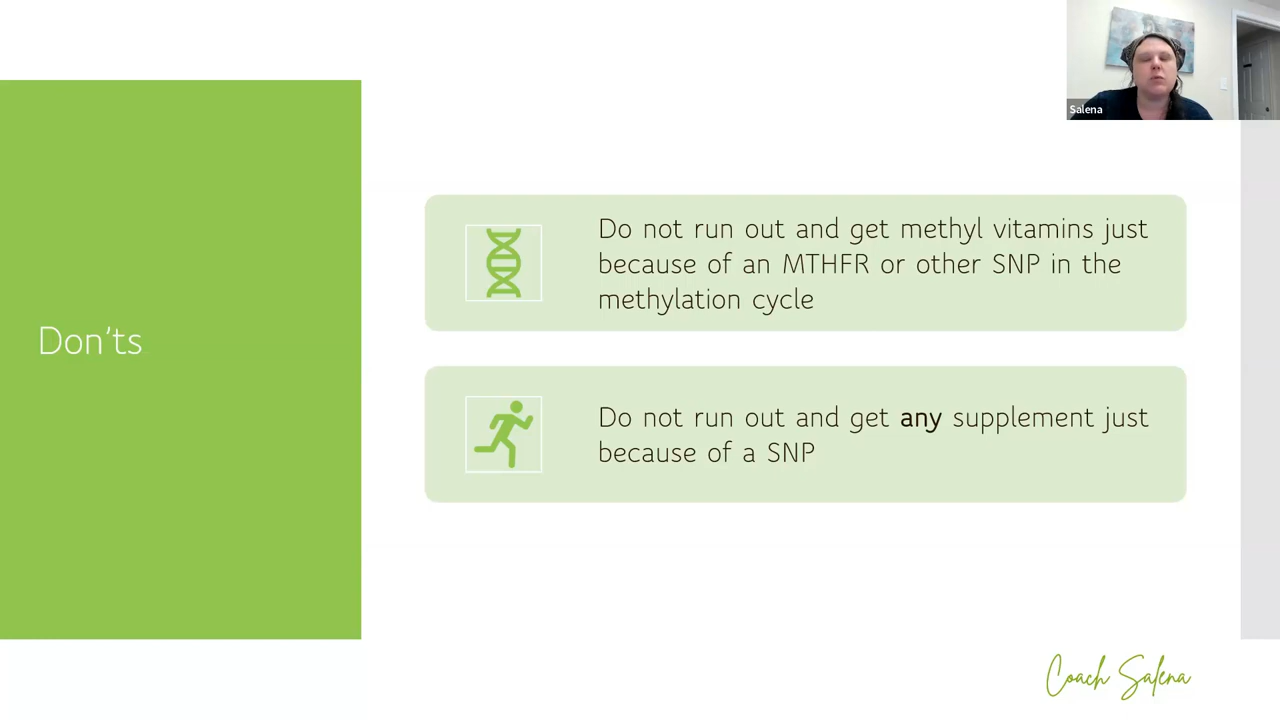 Salena
Don'ts
Do not run out and get methyl vitamins just
because of an MTHFR or other SNP in the
methylation cycle
Do not run out and get any supplement just
because of a SNP
Coach Salena